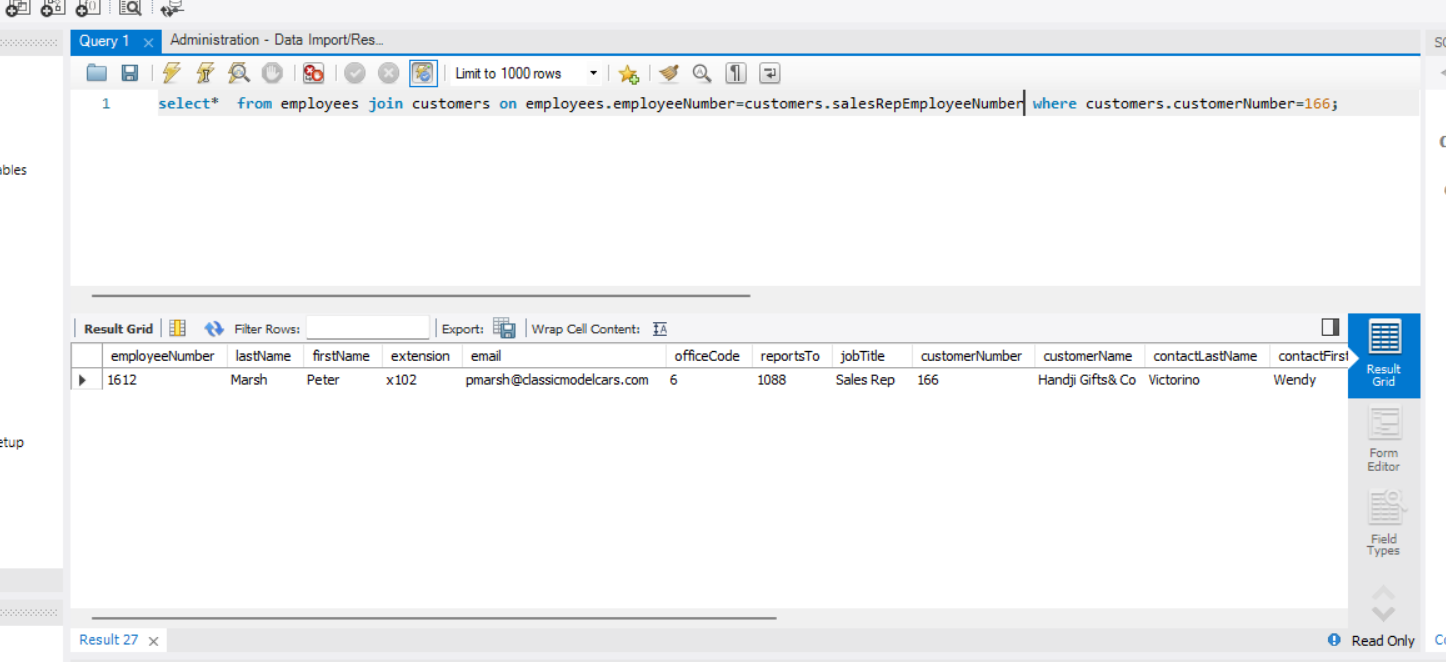 Query 1
Administration - Data Import/Res...
Limit to 1000 rows
1 select*  from employees join customers on employees.employeeNumber=customers.salesRepEmployeeNumber where customers.customerNumber=166;
ables
etup
Result Grid Filter Rows: Export: Wrap Cell Content:
employeeNumber lastName firstName extension email officeCode reportsTo jobTitle customerNumber customerName contactLastName contactFirst
1612 Marsh Peter x102 pmarsh@classicmodelcars.com 6 1088 Sales Rep 166 Handji Gifts& Co Victorino Wendy
Result
Grid
Form
Editor
Field
Types
Result 27
Read Only